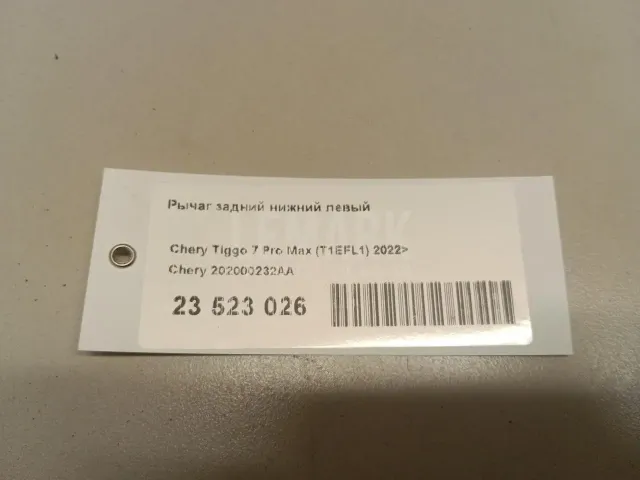 Рычаг задний нижний левый
Chery Tiggo 7 Pro Max (T1EFL1) 2022>
Chery 202000232AA
23 523 026